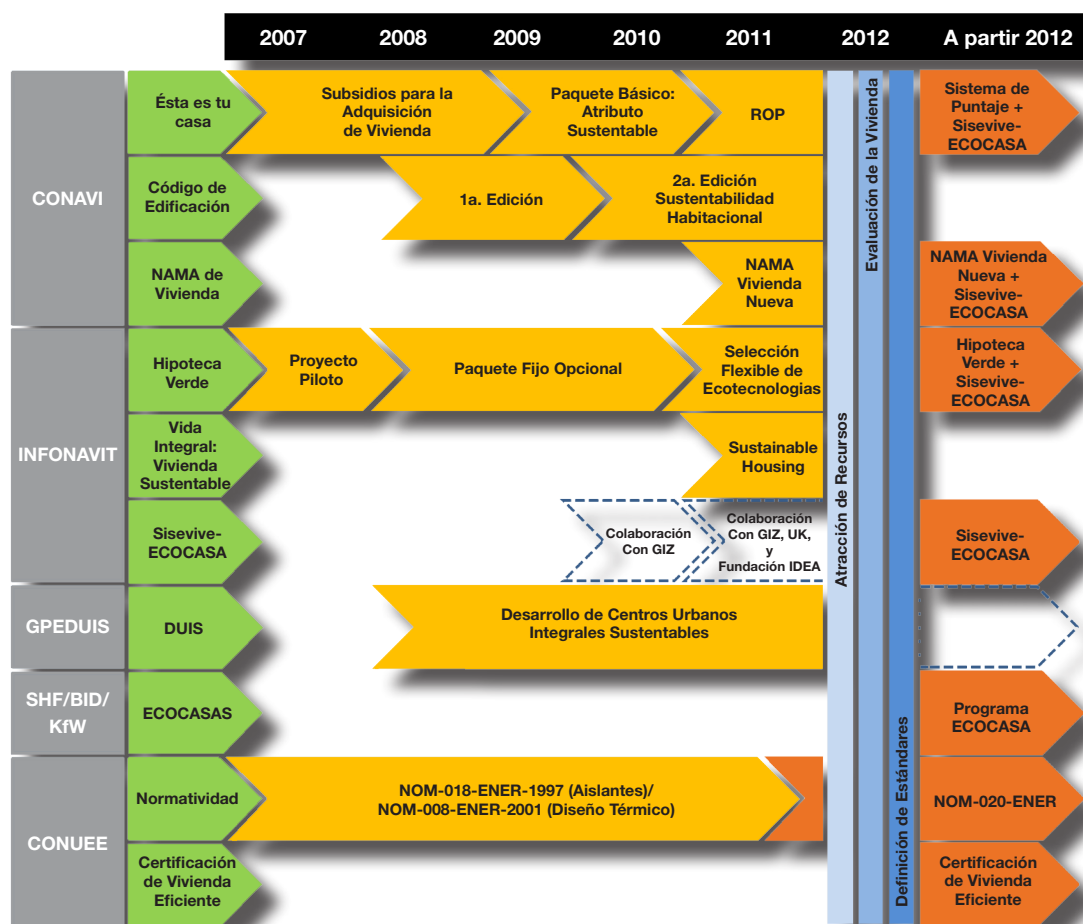 2007 2008 2009 2010 2011 2012 A partir 2012
CONAVI
Ésta es tu
casa
Subsidios para la
Adquisición
de Vivienda
Paquete Básico:
Atributo
Sustentable
ROP
Sistema de
Puntaje +
Sisevive-
ECOCASA
Código de
Edificación
1a. Edición
2a. Edición
Sustentabilidad
Habitacional
NAMA de
Vivienda
NAMA
Vivienda
Nueva
NAMA Vivienda
Nueva +
Sisevive-
ECOCASA
INFONAVIT
Hipoteca
Verde
Proyecto
Piloto
Paquete Fijo Opcional
Selección
Flexible de
Ecotecnologias
Hipoteca
Verde +
Sisevive-
ECOCASA
Vida
Integral:
Vivienda
Sustentable
Sustainable
Housing
Sisevive-
ECOCASA
Colaboración
Con GIZ
Colaboración
Con GIZ, UK,
y
Fundación IDEA
Sisevive-
ECOCASA
GPEDUIS
DUIS
Desarrollo de Centros Urbanos
Integrales Sustentables
SHF/BID/
KfW
ECOCASAS
Programa
ECOCASA
CONUEE
Normatividad
NOM-018-ENER-1997 (Aislantes)/
NOM-008-ENER-2001 (Diseño Térmico)
NOM-020-ENER
Certificación
de Vivienda
Eficiente
Certificación
de Vivienda
Eficiente
Atracción de Recursos
Evaluación de la Vivienda
Definición de Estándares